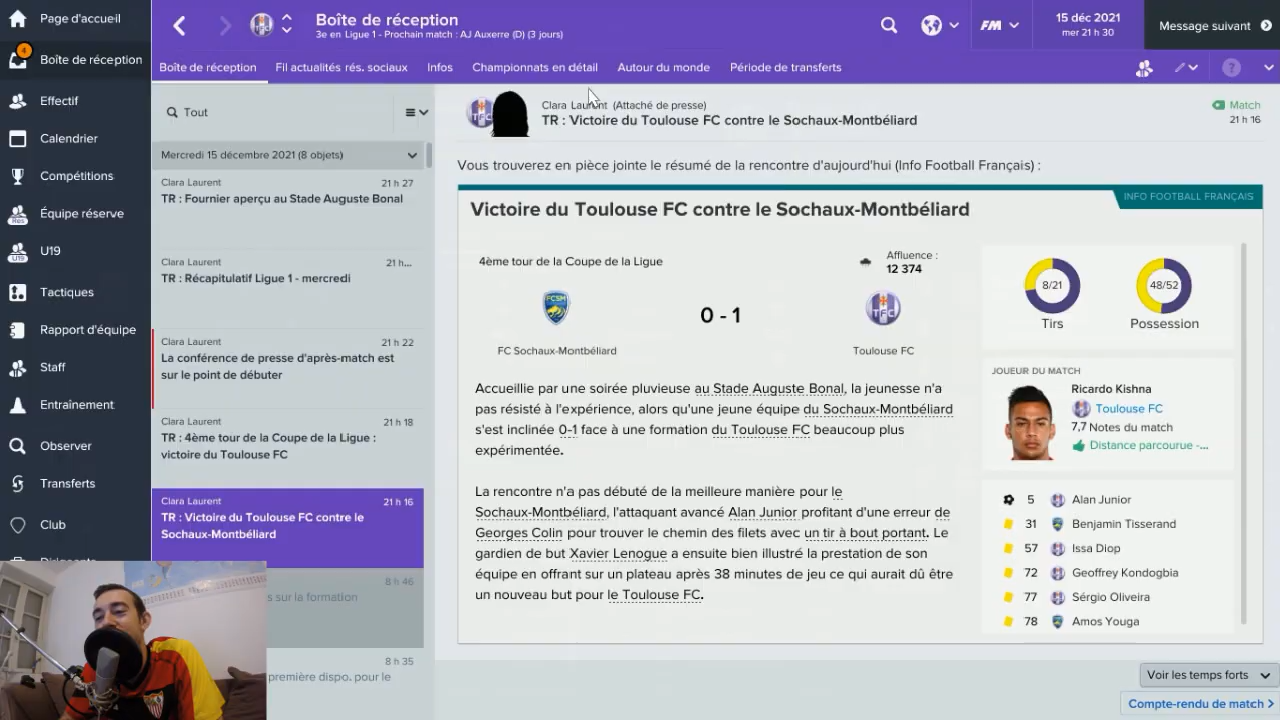 Page d'accueil
4
Boîte de réception
Effectif
Calendrier
Compétitions
Équipe réserve
U19
Tactiques
Rapport d'équipe
Staff
Entraînement
Observer
Transferts
Club
Boîte de réception
3e en Ligue 1 - Prochain match : AJ Auxerre (D) (3 jours)
FM
15 déc 2021
mer 21 h 30
Message suivant
Boîte de réception
Fil actualités rés. sociaux
Infos
Championnats en détail
Autour du monde
Période de transferts
Tout
Mercredi 15 décembre 2021 (8 objets)
Clara Laurent 21 h 27
TR : Fournier aperçu au Stade Auguste Bonal
Clara Laurent 21 h...
TR : Récapitulatif Ligue 1 - mercredi
Clara Laurent 21 h 22
La conférence de presse d'après-match est
sur le point de débuter
Clara Laurent 21 h 18
TR : 4ème tour de la Coupe de la Ligue :
victoire du Toulouse FC
Clara Laurent 21 h 16
TR : Victoire du Toulouse FC contre le
Sochaux-Montbéliard
8 h 46
s sur la formation
8 h 35
première dispo. pour le
Clara Laurent (Attaché de presse)
TR : Victoire du Toulouse FC contre le Sochaux-Montbéliard
Match
21 h 16
Vous trouverez en pièce jointe le résumé de la rencontre d'aujourd'hui (Info Football Français) :
INFO FOOTBALL FRANÇAIS
Victoire du Toulouse FC contre le Sochaux-Montbéliard
4ème tour de la Coupe de la Ligue
Affluence :
12 374
FC Sochaux-Montbéliard
0 - 1
Toulouse FC
Accueillie par une soirée pluvieuse au Stade Auguste Bonal, la jeunesse n'a
pas résisté à l'expérience, alors qu'une jeune équipe du Sochaux-Montbéliard
s'est inclinée 0-1 face à une formation du Toulouse FC beaucoup plus
expérimentée.
La rencontre n'a pas débuté de la meilleure manière pour le
Sochaux-Montbéliard, l'attaquant avancé Alan Junior profitant d'une erreur de
Georges Colin pour trouver le chemin des filets avec un tir à bout portant. Le
gardien de but Xavier Lenogue a ensuite bien illustré la prestation de son
équipe en offrant sur un plateau après 38 minutes de jeu ce qui aurait dû être
un nouveau but pour le Toulouse FC.
8/21
Tirs
48/52
Possession
JOUEUR DU MATCH
Ricardo Kishna
Toulouse FC
7,7 Notes du match
Distance parcourue -...
5 Alan Junior
31 Benjamin Tisserand
57 Issa Diop
72 Geoffrey Kondogbia
77 Sérgio Oliveira
78 Amos Youga
Voir les temps forts
Compte-rendu de match